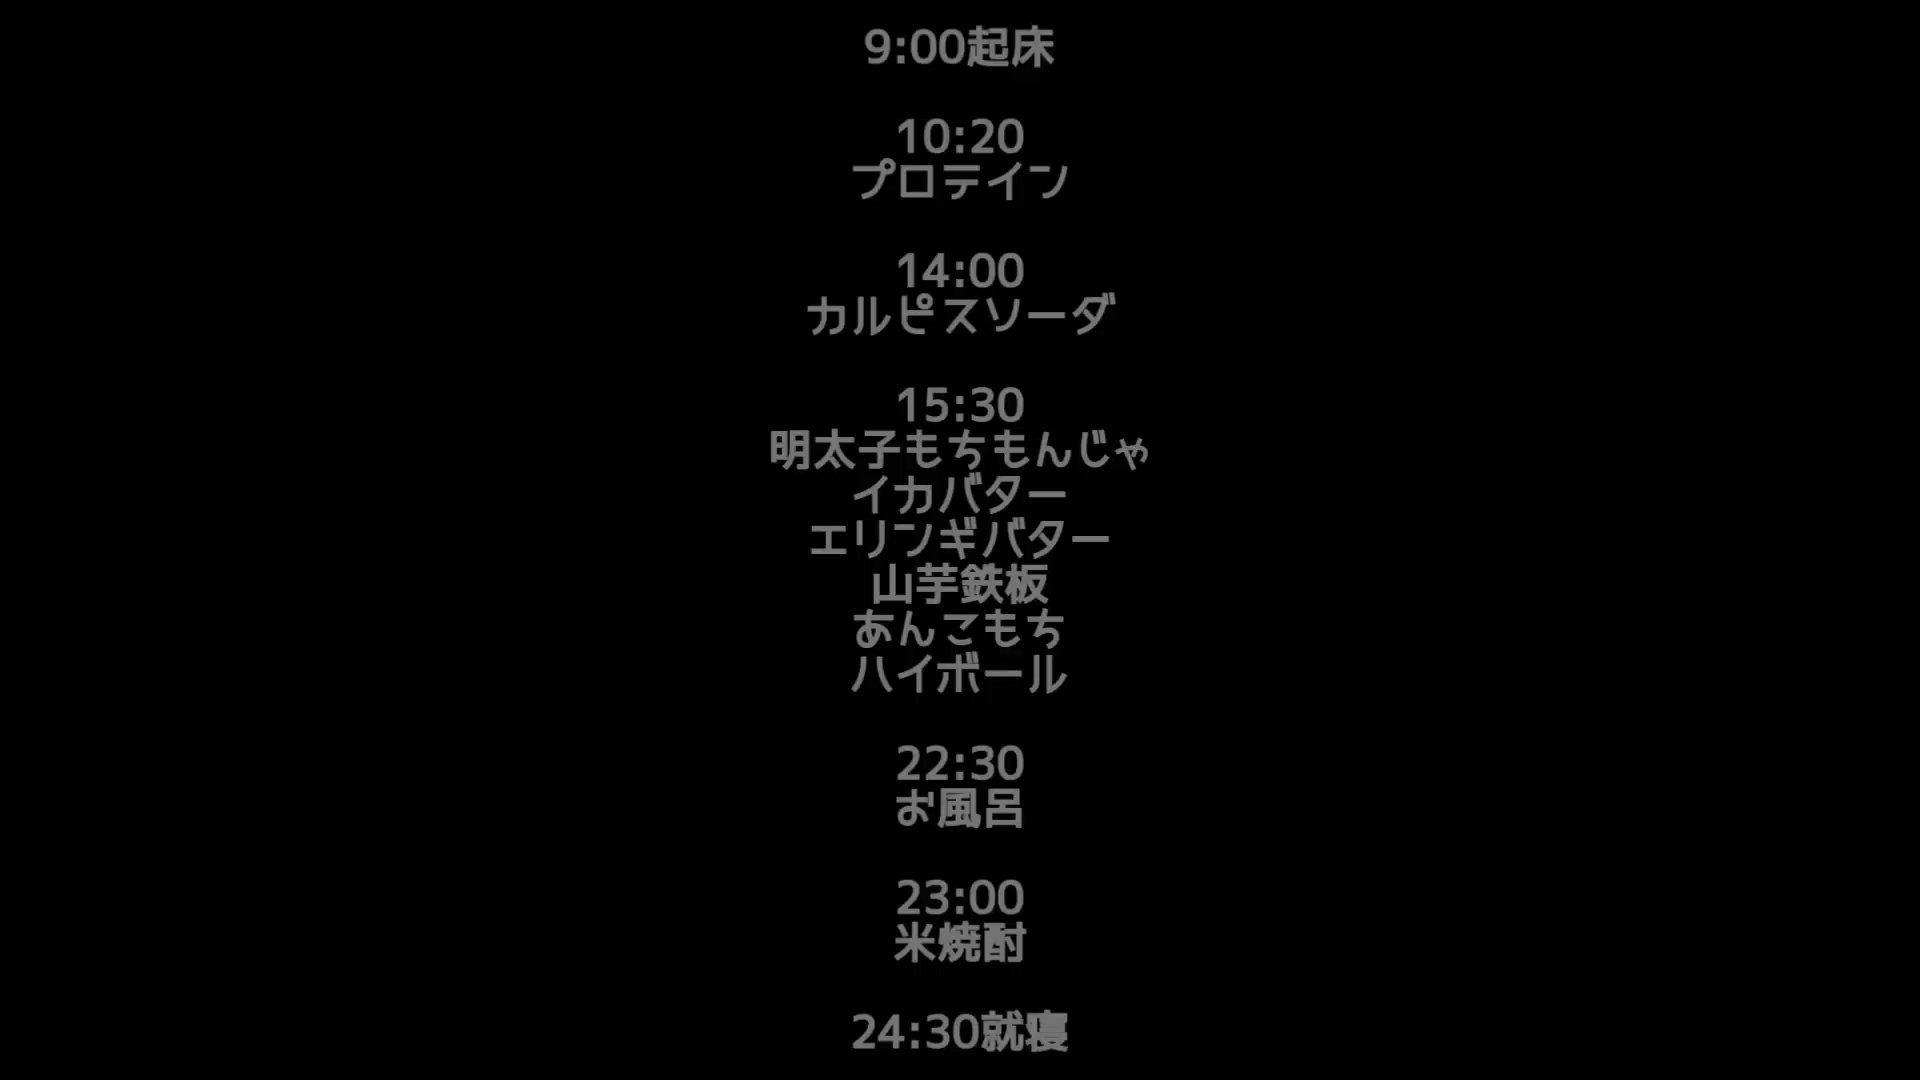 9:00起床
10:20
プロテイン
14:00
カルピスソーダ
15:30
明太子もちもんじゃ
イカバター
エリンギバター
山芋鉄板
あんこもち
ハイボール
22:30
お風呂
23:00
米焼酎
24:30就寝